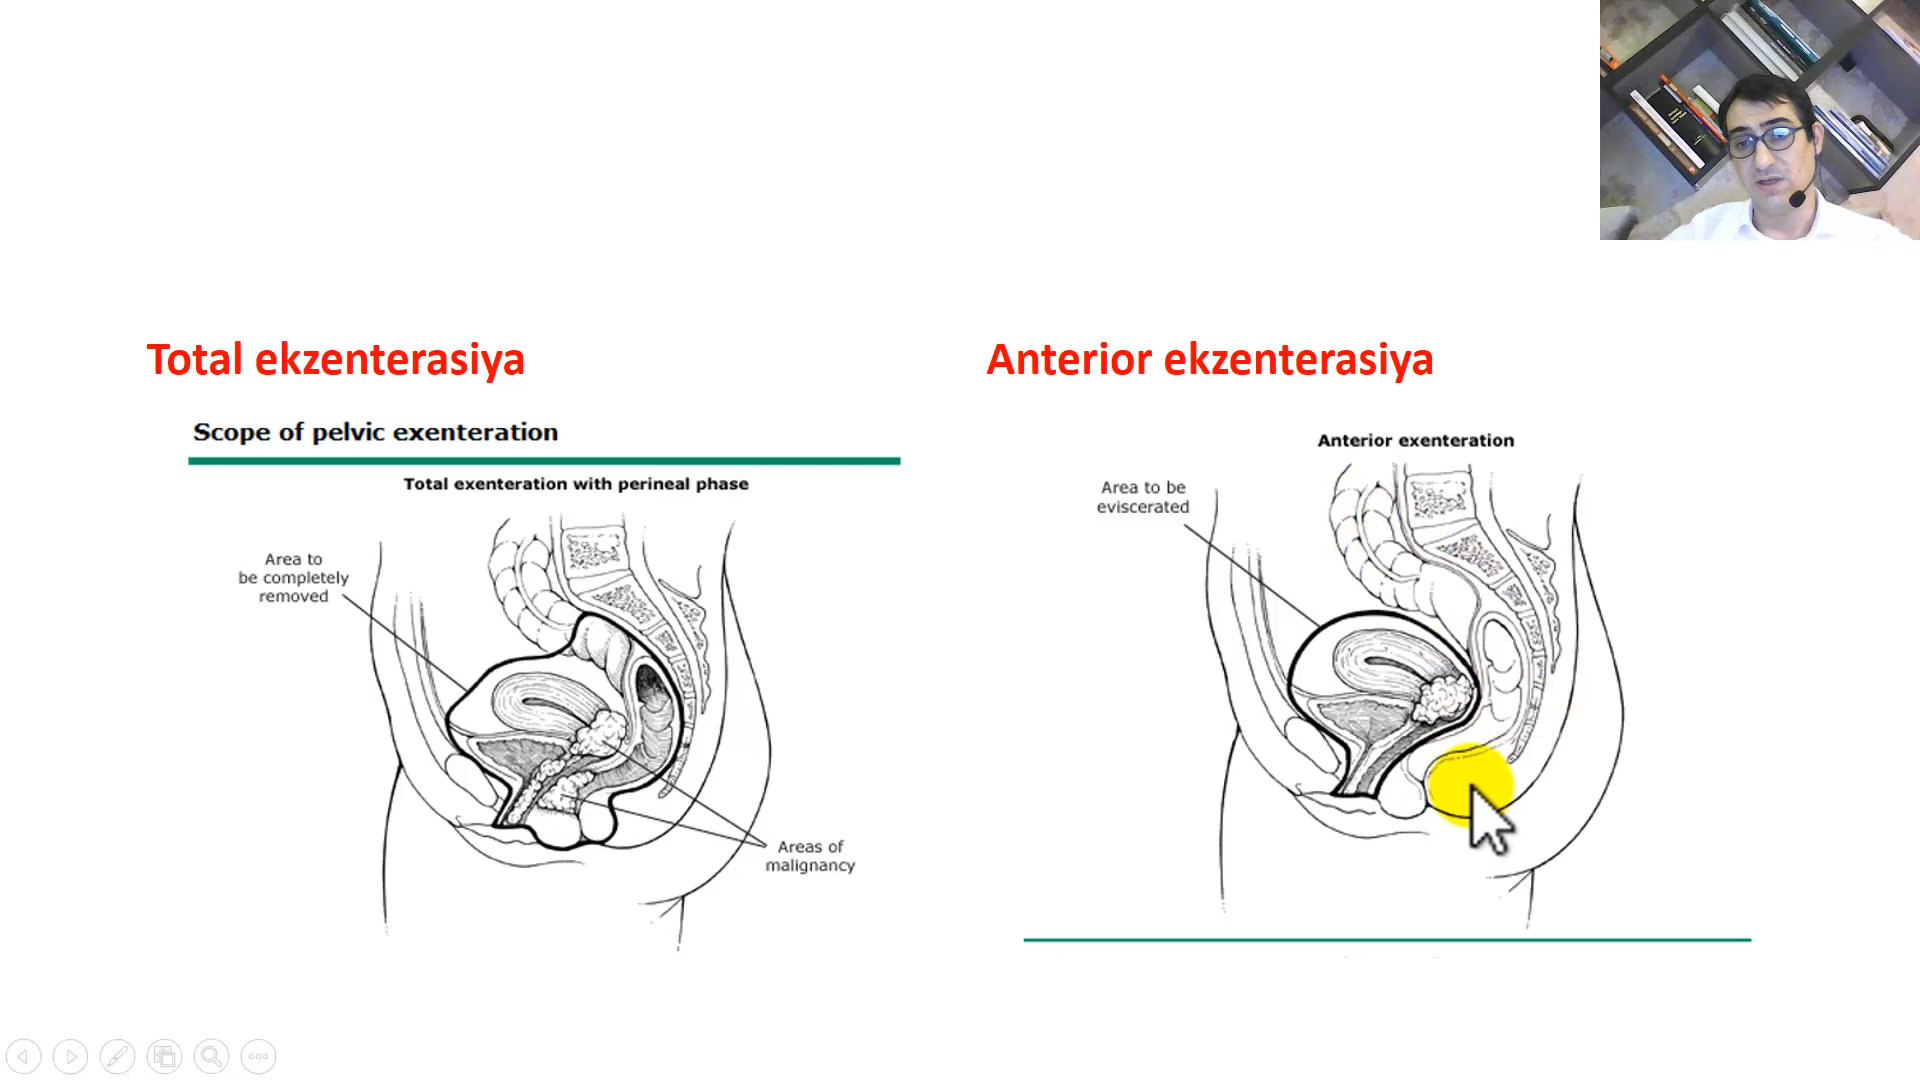 Total ekzenterasiya
Scope of pelvic exenteration
Total exenteration with perineal phase
Area to
be completely
removed
Areas of
malignancy
Anterior ekzenterasiya
Anterior exenteration
Area to be
eviscerated